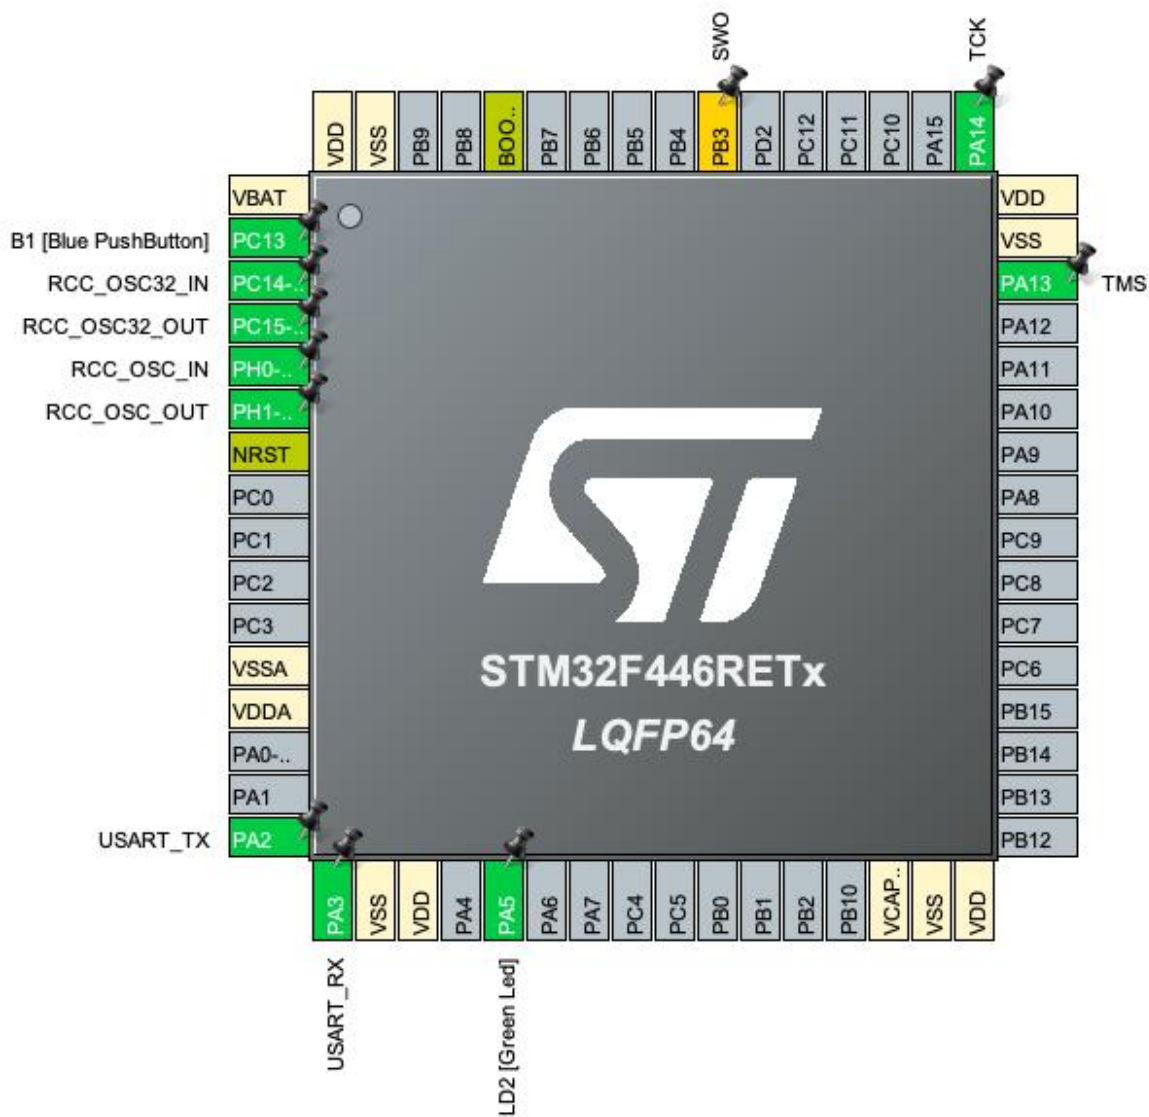 SWO
TCK
VDD
VSS
PB9
PB8
BOO..
PB7
PB6
PB5
PB4
PB3
PD2
PC12
PC11
PC10
PA15
PA14
VBAT
B1 [Blue PushButton] PC13
RCC_OSC32_IN PC14-..
RCC_OSC32_OUT PC15-..
RCC_OSC_IN PH0-..
RCC_OSC_OUT PH1-..
NRST
PC0
PC1
PC2
PC3
VSSA
VDDA
PA0-..
PA1
USART_TX PA2
ST
STM32F446RETx
LQFP64
VDD
VSS
PA13 TMS
PA12
PA11
PA10
PA9
PA8
PC9
PC8
PC7
PC6
PB15
PB14
PB13
PB12
PA3
VSS
VDD
PA4
PA5
PA6
PA7
PC4
PC5
PB0
PB1
PB2
PB10
VCAP..
VSS
VDD
USART_RX
LD2 [Green Led]